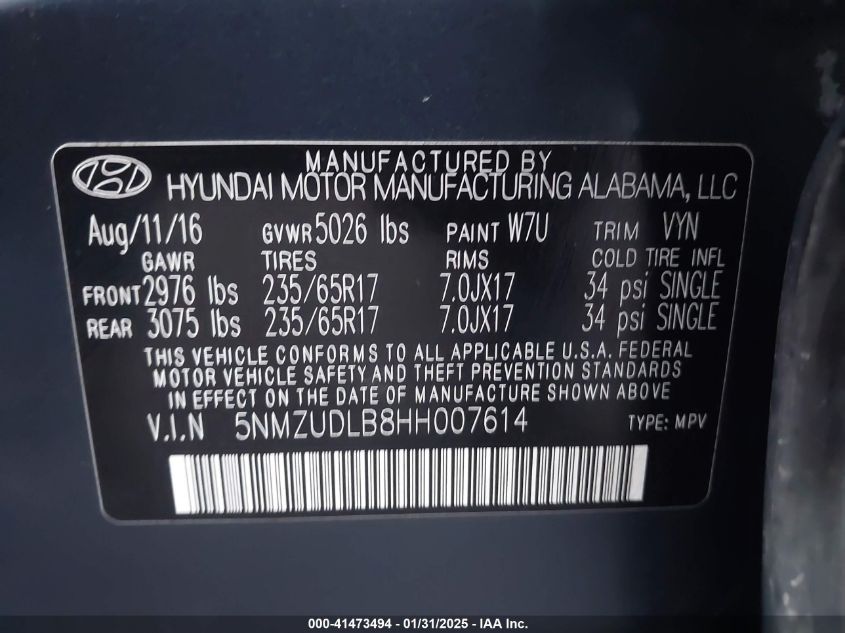 MANUFACTURED BY
HYUNDAI MOTOR MANUFACTURING ALABAMA, LLC
Aug/11/16 GVWR 5026 lbs PAINT W7U TRIM VYN
GAWR TIRES RIMS COLD TIRE INFL
FRONT 2976 lbs 235/65R17 7.0JX17 34 psi SINGLE
REAR 3075 lbs 235/65R17 7.0JX17 34 psi SINGLE
THIS VEHICLE CONFORMS TO ALL APPLICABLE U.S.A. FEDERAL
MOTOR VEHICLE SAFETY AND THEFT PREVENTION STANDARDS
IN EFFECT ON THE DATE OF MANUFACTURE SHOWN ABOVE
V.I.N 5NMZUDLB8HH007614 TYPE: MPV
000-41473494 - 01/31/2025 - IAA Inc.